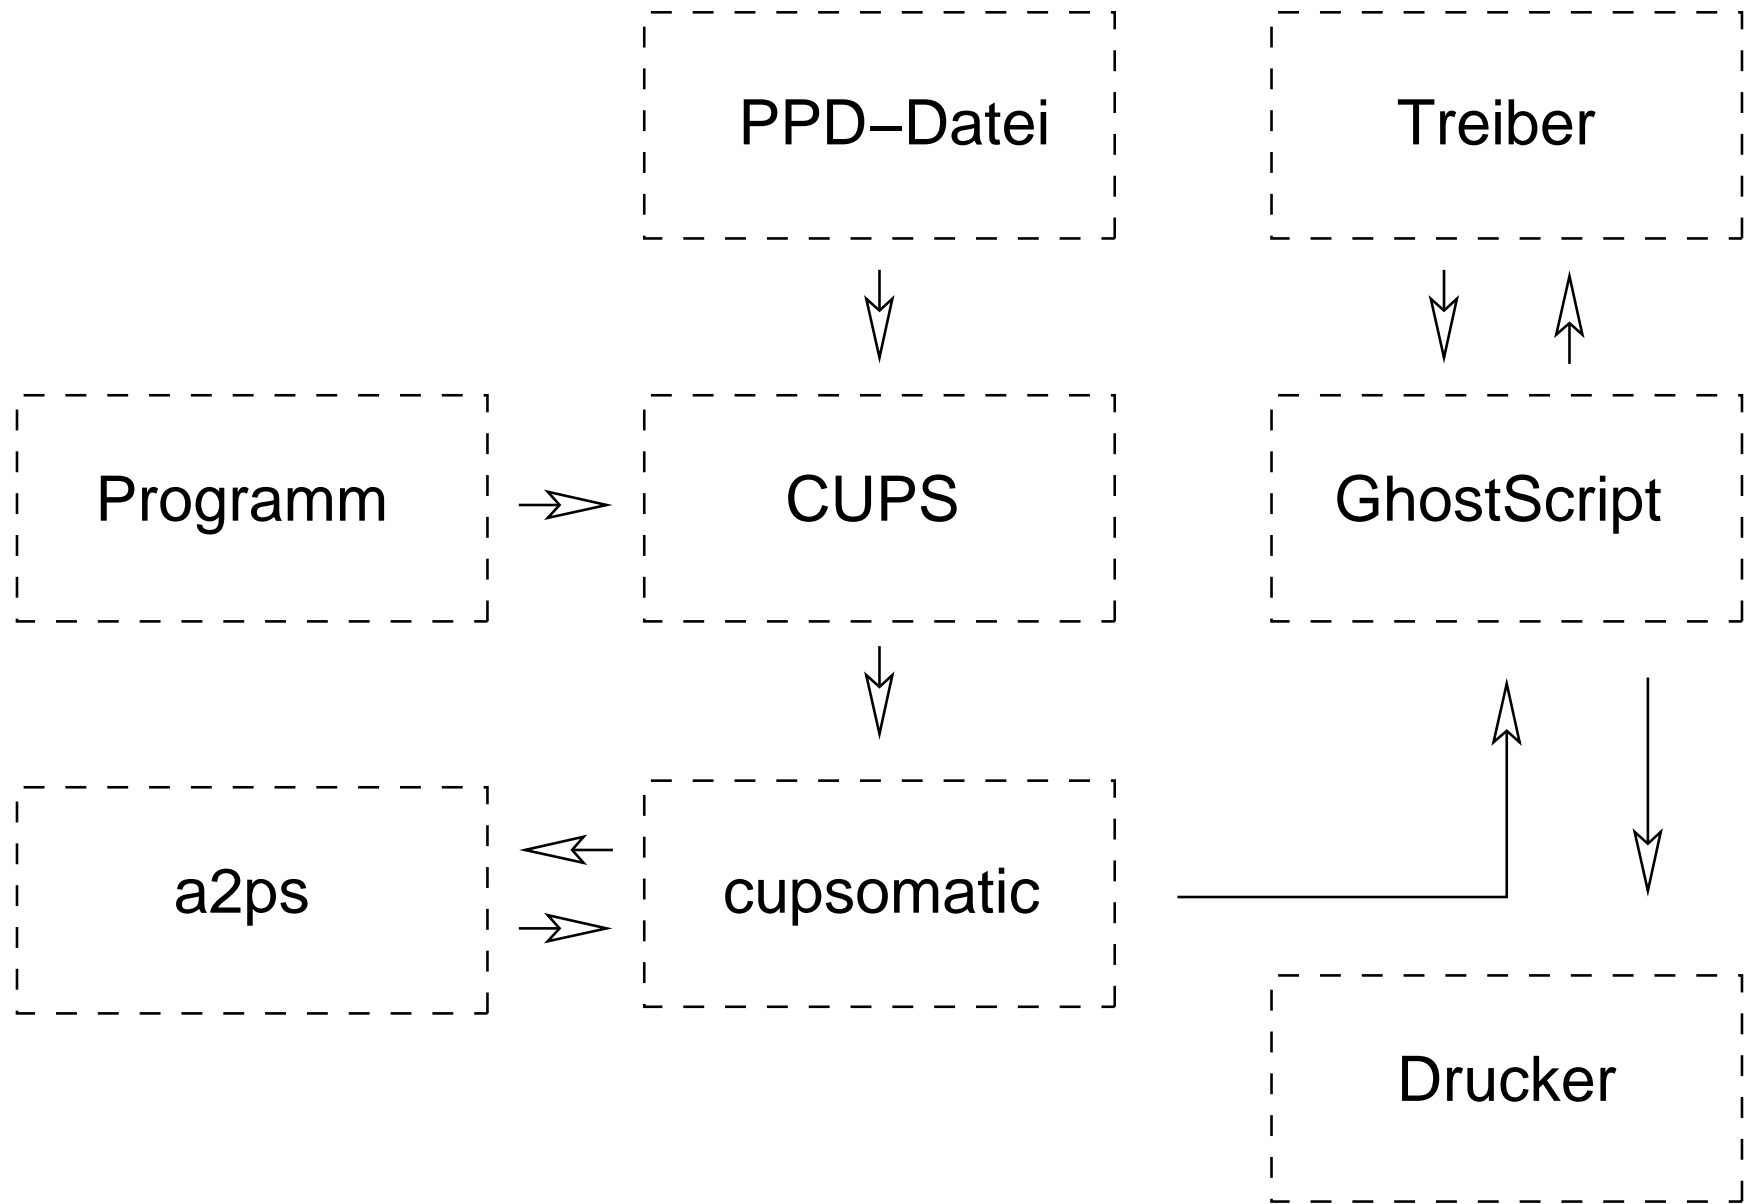 PPD–Datei
Treiber
Programm
CUPS
GhostScript
a2ps
cupsomatic
Drucker